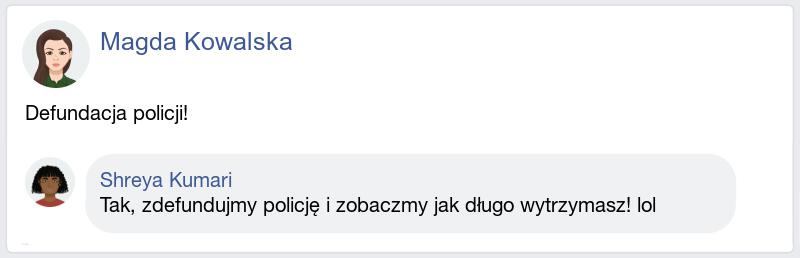 Magda Kowalska
Defundacja policji!
Shreya Kumari
Tak, zdefundujmy policję i zobaczmy jak długo wytrzymasz! lol